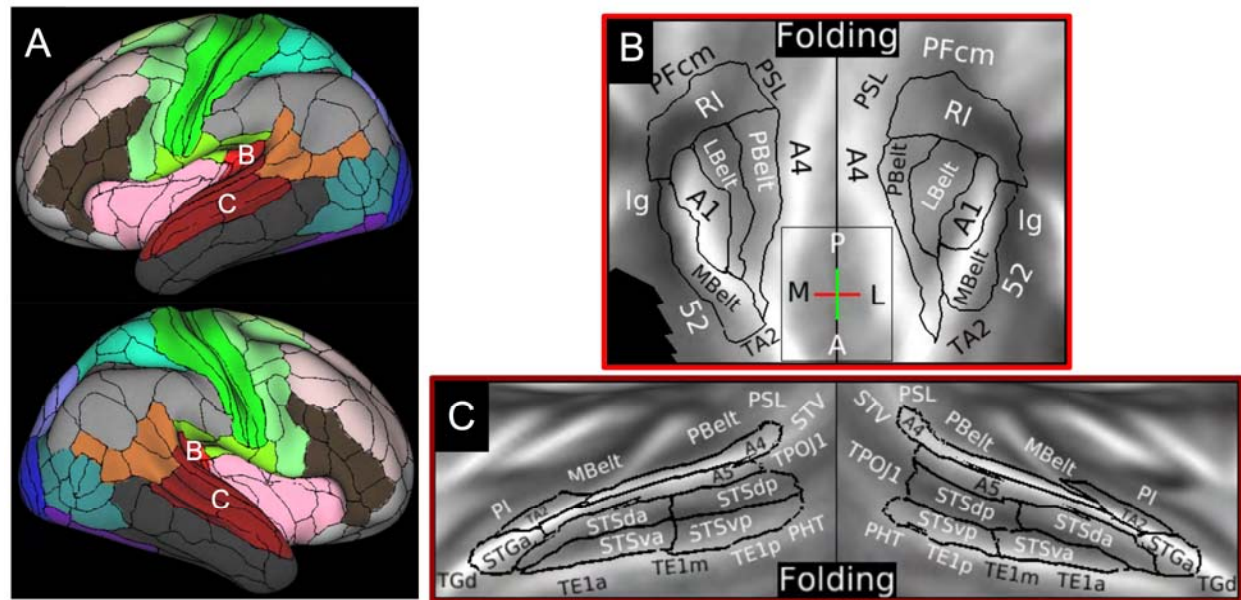 A
B
C
B
C
B
Folding
PFcm
PSL
RI
LBelt
PBelt
A4
A1
Ig
MBelt
52
TA2
PFcm
PSL
RI
A4
PBelt
LBelt
A1
Ig
MBelt
52
TA2
P
M
L
A
C
PSL
STV
PBelt
A4
TPOJ1
MBelt
A5
STSdp
PI
TA2
STSda
STSvp
PHT
STGa
STSva
TE1p
TGd
TE1m
TE1a
PSL
STV
A4
PBelt
TPOJ1
MBelt
A5
PI
STSdp
TA2
STSda
PHT
STSvp
STSva
STGa
TE1p
TE1m
TE1a
TGd
Folding